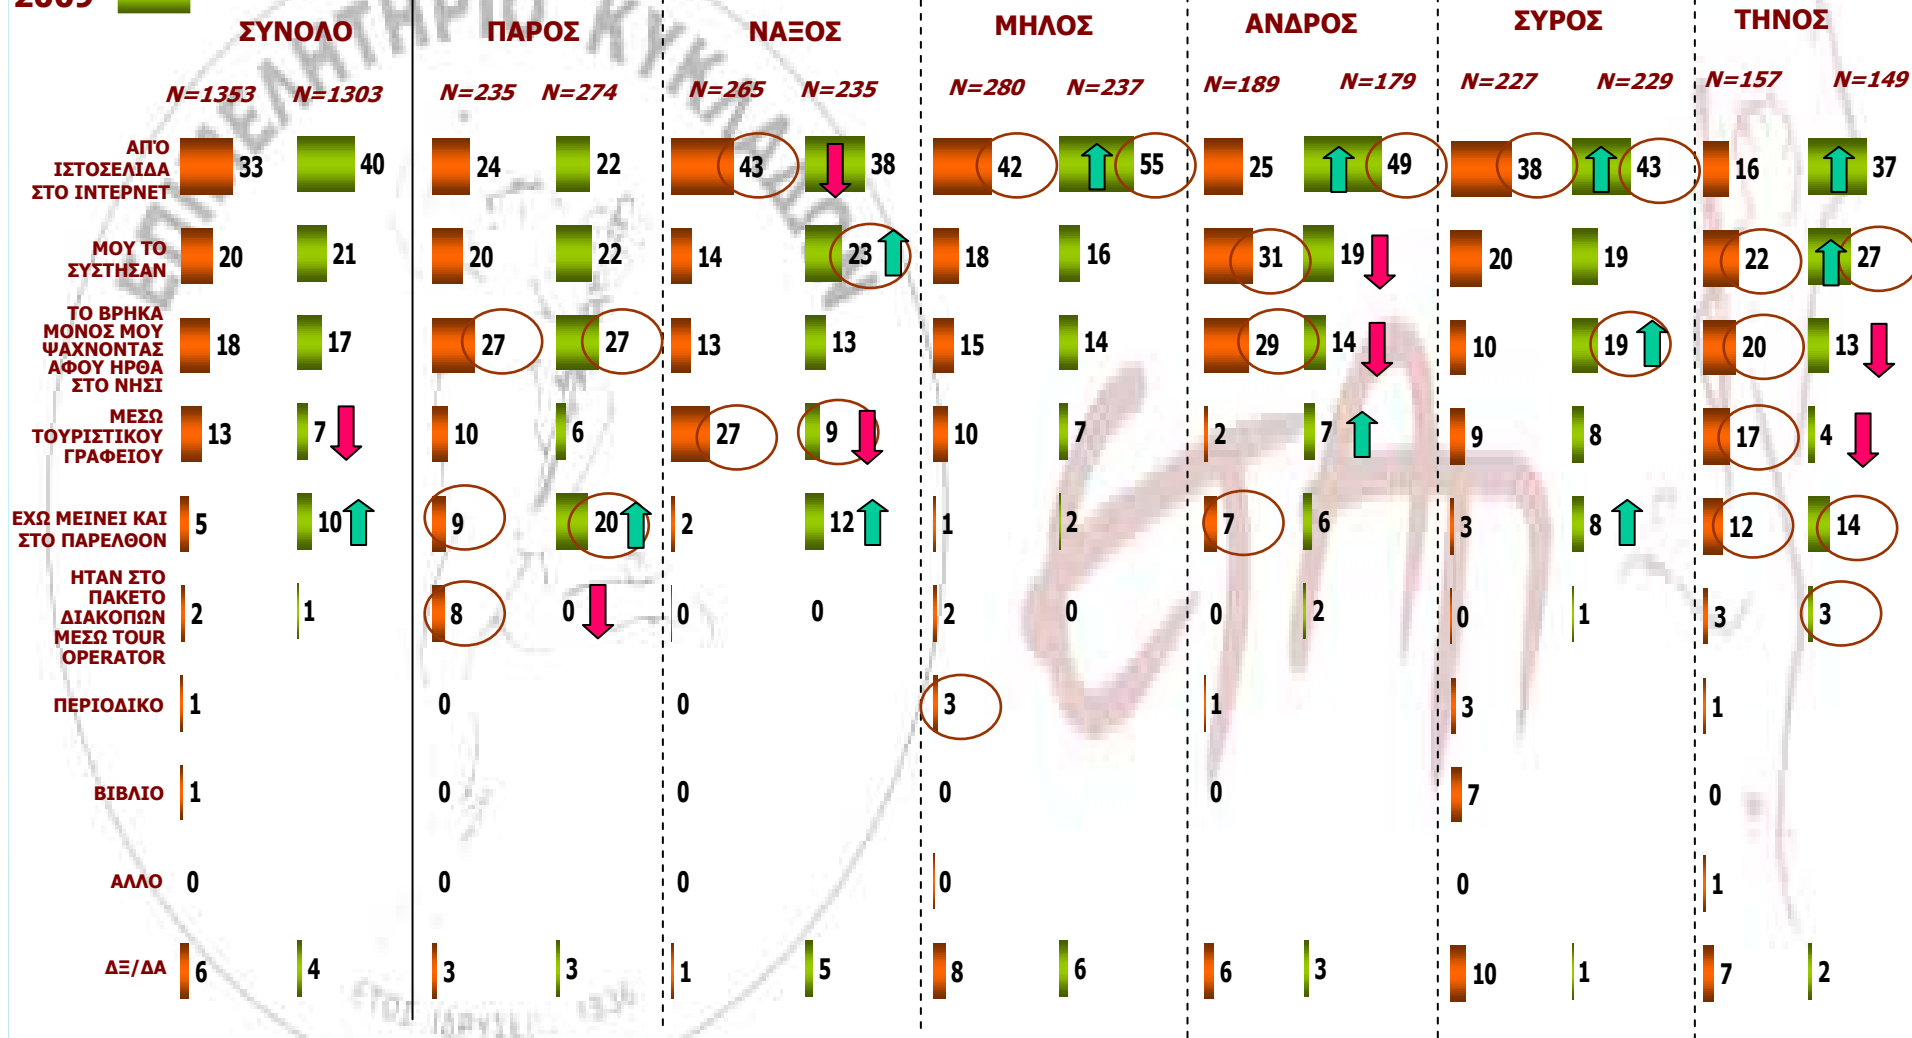 2009
ΣΥΝΟΛΟ ΠΑΡΟΣ ΝΑΞΟΣ ΜΗΛΟΣ ΑΝΔΡΟΣ ΣΥΡΟΣ ΤΗΝΟΣ
N=1353 N=1303 N=235 N=274 N=265 N=235 N=280 N=237 N=189 N=179 N=227 N=229 N=157 N=149
ΑΠΌ
ΙΣΤΟΣΕΛΙΔΑ
ΣΤΟ ΙΝΤΕΡΝΕΤ
33 40 24 22 43 38 42 55 25 49 38 43 16 37
ΜΟΥ ΤΟ
ΣΥΣΤΗΣΑΝ
20 21 20 22 14 23 18 16 31 19 20 19 22 27
ΤΟ ΒΡΗΚΑ
ΜΟΝΟΣ ΜΟΥ
ΨΑΧΝΟΝΤΑΣ
ΑΦΟΥ ΗΡΘΑ
ΣΤΟ ΝΗΣΙ
18 17 27 27 13 13 15 14 29 14 10 19 20 13
ΜΕΣΩ
ΤΟΥΡΙΣΤΙΚΟΥ
ΓΡΑΦΕΙΟΥ
13 7 10 6 27 9 10 7 2 7 9 8 17 4
ΕΧΩ ΜΕΙΝΕΙ ΚΑΙ
ΣΤΟ ΠΑΡΕΛΘΟΝ
5 10 9 20 2 12 1 2 7 6 3 8 12 14
ΗΤΑΝ ΣΤΟ
ΠΑΚΕΤΟ
ΔΙΑΚΟΠΩΝ
ΜΕΣΩ TOUR
OPERATOR
2 1 8 0 0 0 2 0 0 2 0 1 3 3
ΠΕΡΙΟΔΙΚΟ 1 0 0 3 1 3 1
ΒΙΒΛΙΟ 1 0 0 0 0 7 0
ΑΛΛΟ 0 0 0 0 0 1
ΔΞ/ΔΑ 6 4 3 3 1 5 8 6 6 3 10 1 7 2
ΕΠΙΜΕΛΗΤΗΡΙΟ ΚΥΚΛΑΔΩΝ